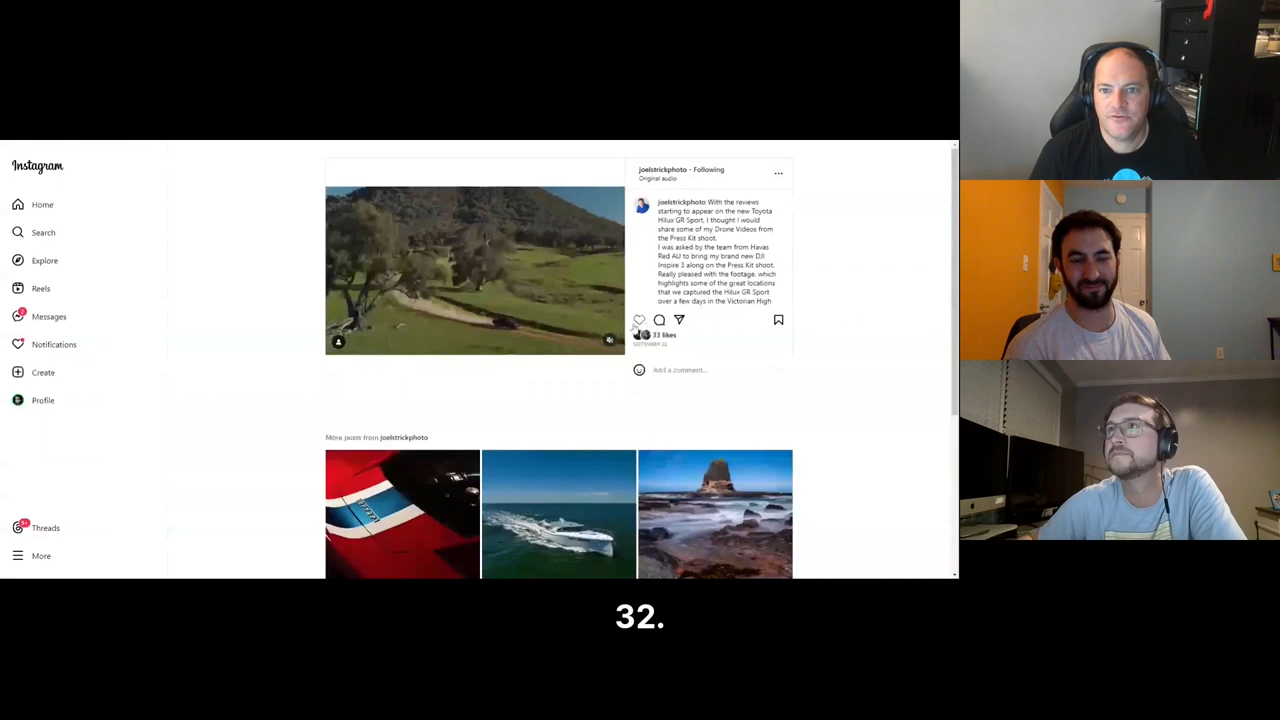 Instagram
Home
Search
Explore
Reels
Messages
Notifications
Create
Profile
Threads
9+
More
joelstrickphoto • Following
Original audio
joelstrickphoto With the reviews
starting to appear on the new Toyota
Hilux GR Sport, I thought I would
share some of my Drone Videos from
the Press Kit shoot.
I was asked by the team from Havas
Red AU to bring my brand new DJI
Inspire 3 along on the Press Kit shoot.
Really pleased with the footage. which
highlights some of the great locations
that we captured the Hilux GR Sport
over a few days in the Victorian High
33 likes
Add a comment...
More posts from joelstrickphoto
32.